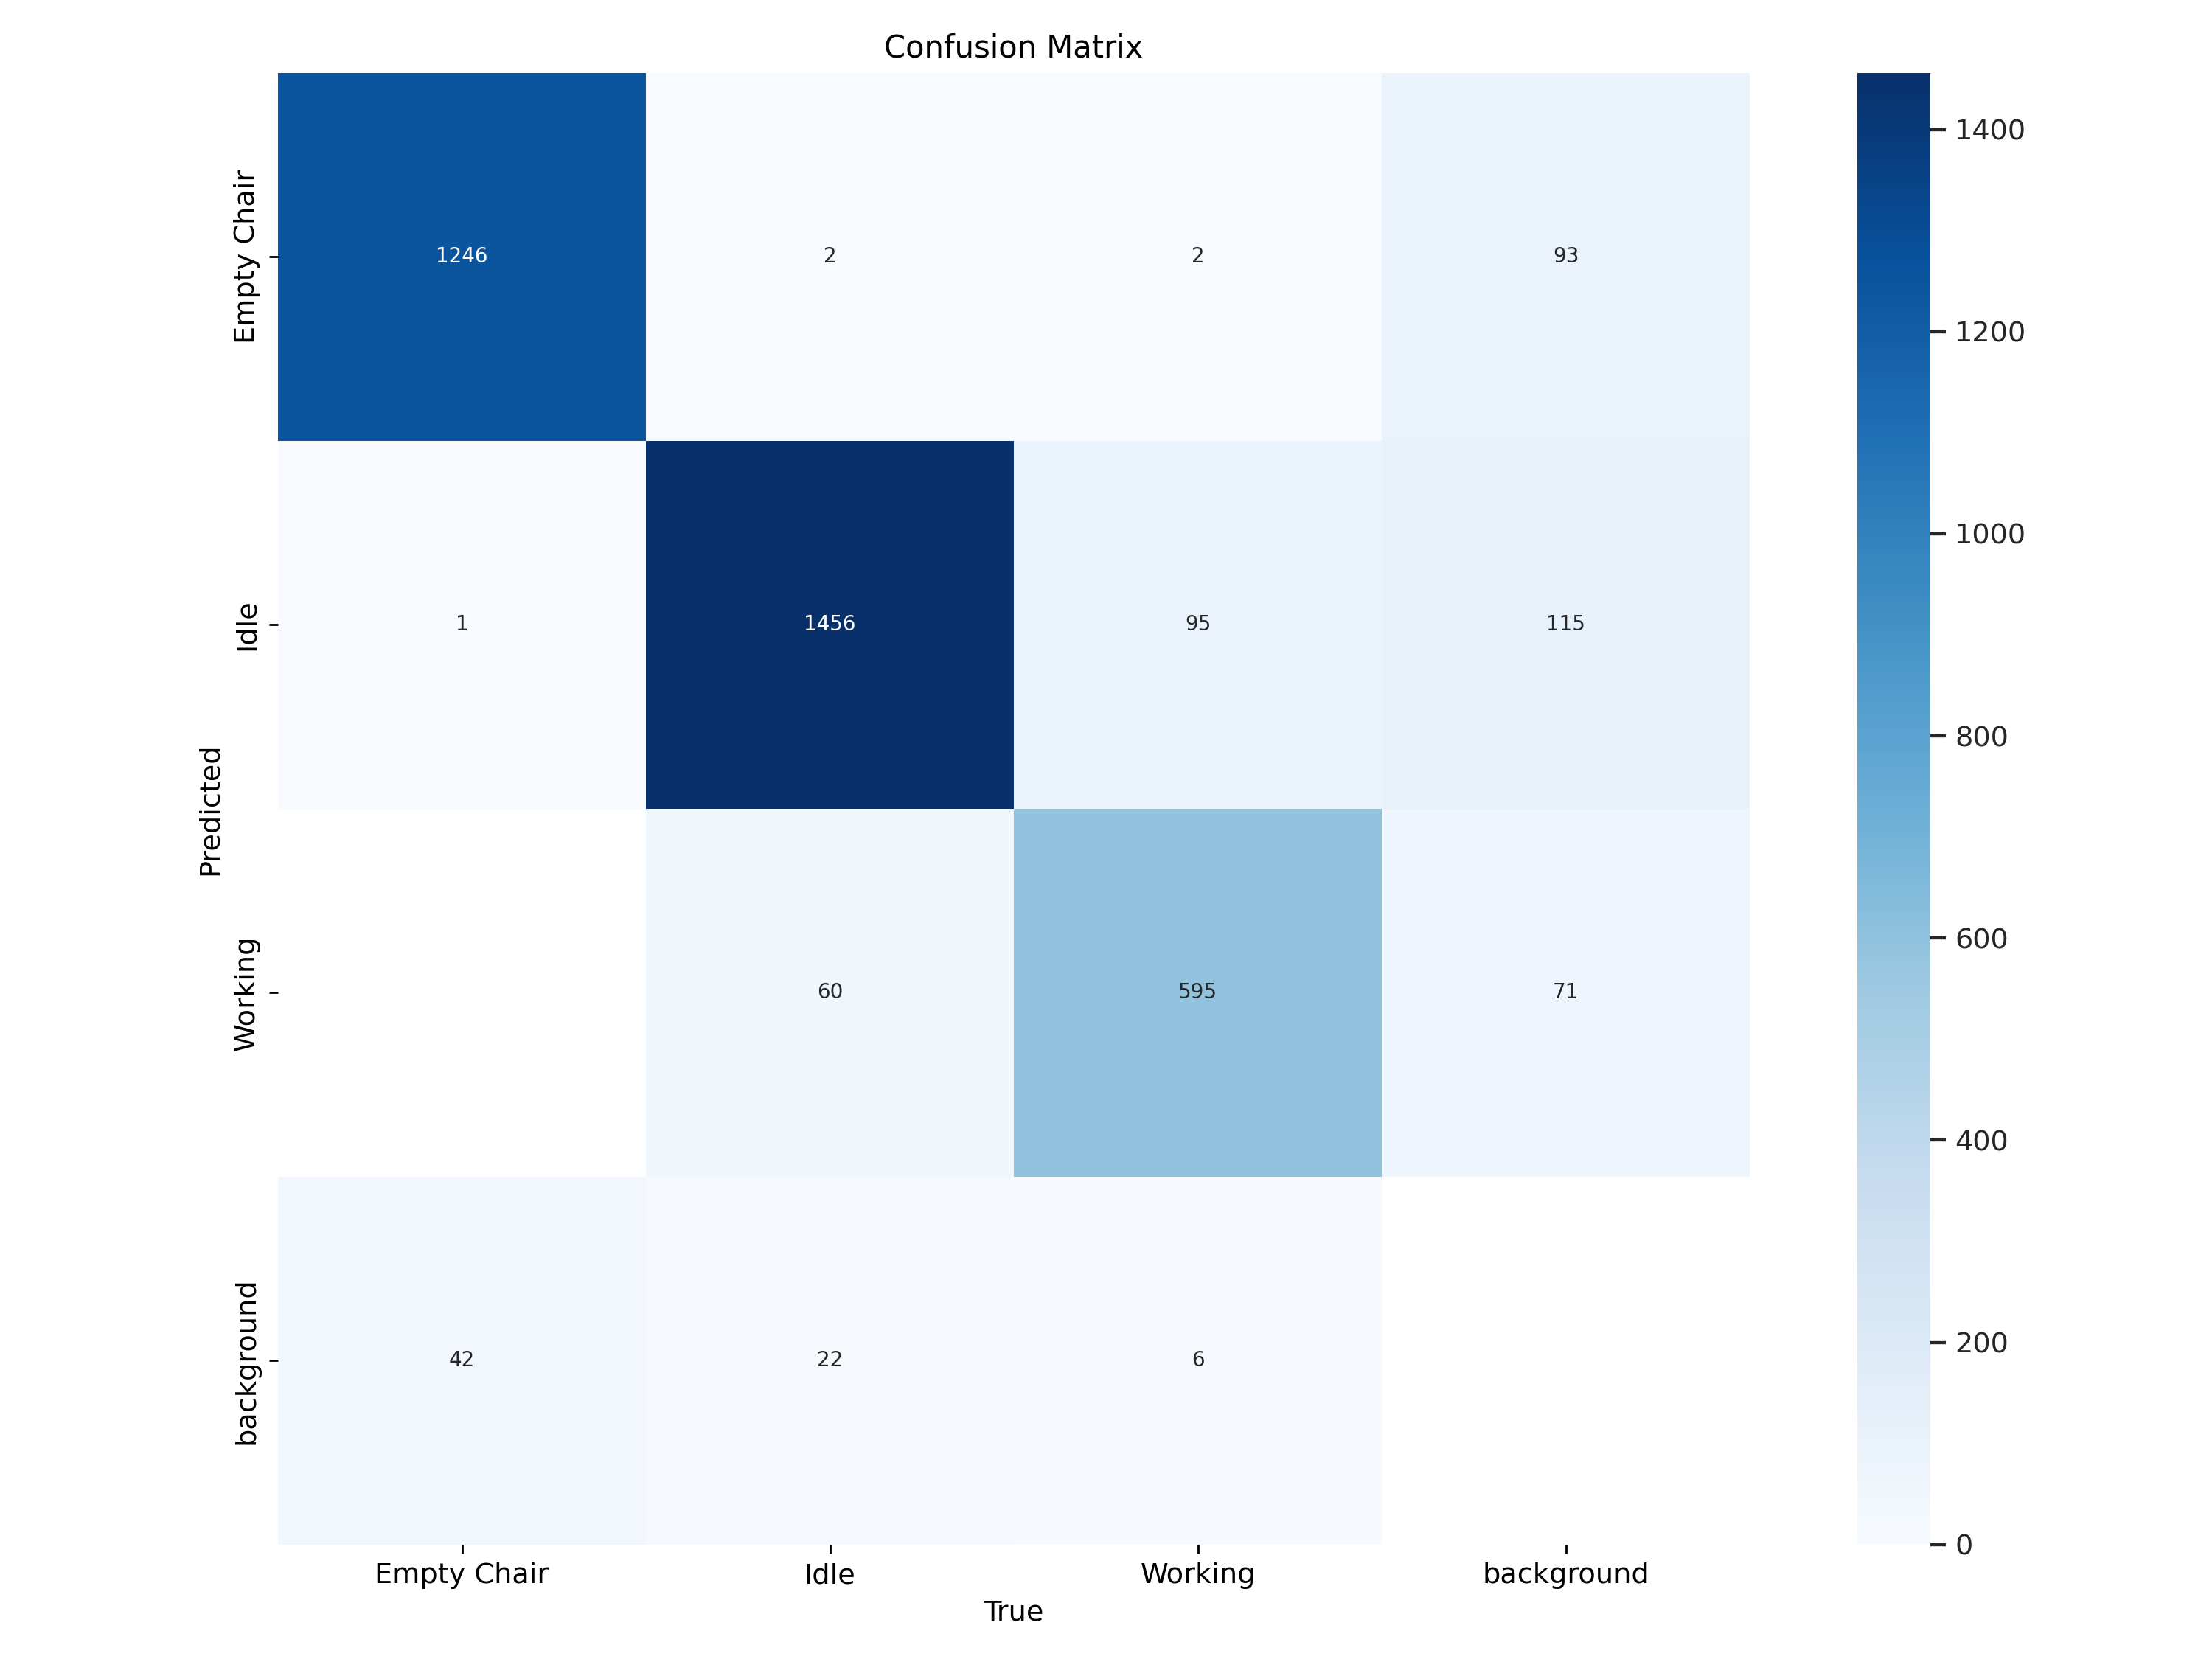 Confusion Matrix
Empty Chair
1246 2 2 93
Idle
1 1456 95 115
Working
60 595 71
background
42 22 6
Predicted
Empty Chair Idle Working background
True
1400
1200
1000
800
600
400
200
0